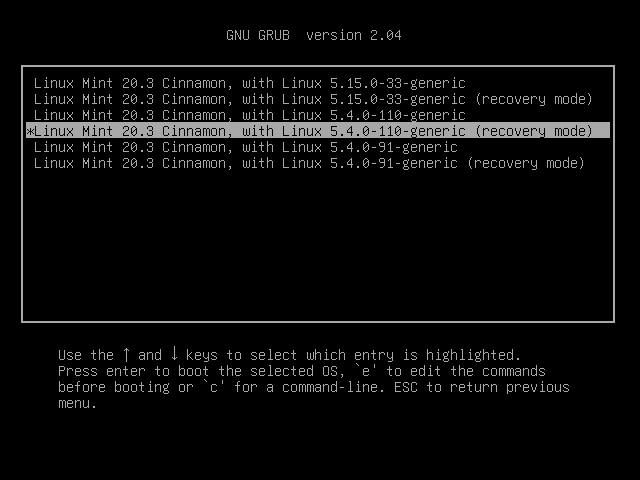 GNU GRUB  version 2.04
Linux Mint 20.3 Cinnamon, with Linux 5.15.0-33-generic
Linux Mint 20.3 Cinnamon, with Linux 5.15.0-33-generic (recovery mode)
Linux Mint 20.3 Cinnamon, with Linux 5.4.0-110-generic
*Linux Mint 20.3 Cinnamon, with Linux 5.4.0-110-generic (recovery mode)
Linux Mint 20.3 Cinnamon, with Linux 5.4.0-91-generic
Linux Mint 20.3 Cinnamon, with Linux 5.4.0-91-generic (recovery mode)
Use the ↑ and ↓ keys to select which entry is highlighted.
Press enter to boot the selected OS, `e' to edit the commands
before booting or `c' for a command-line. ESC to return previous
menu.